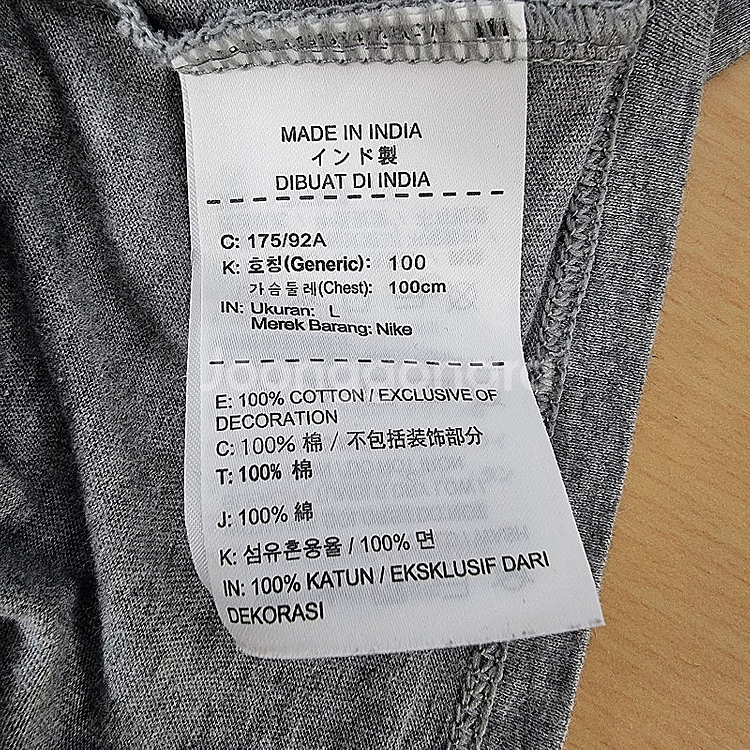 MADE IN INDIA
インド製
DIBUAT DI INDIA
C: 175/92A
K: 호칭(Generic): 100
가슴둘레(Chest): 100cm
IN: Ukuran: L
Merek Barang: Nike
E: 100% COTTON / EXCLUSIVE OF
DECORATION
C: 100% 棉 / 不包括装饰部分
T: 100% 棉
J: 100% 綿
K: 섬유혼용율 / 100% 면
IN: 100% KATUN / EKSKLUSIF DARI
DEKORASI